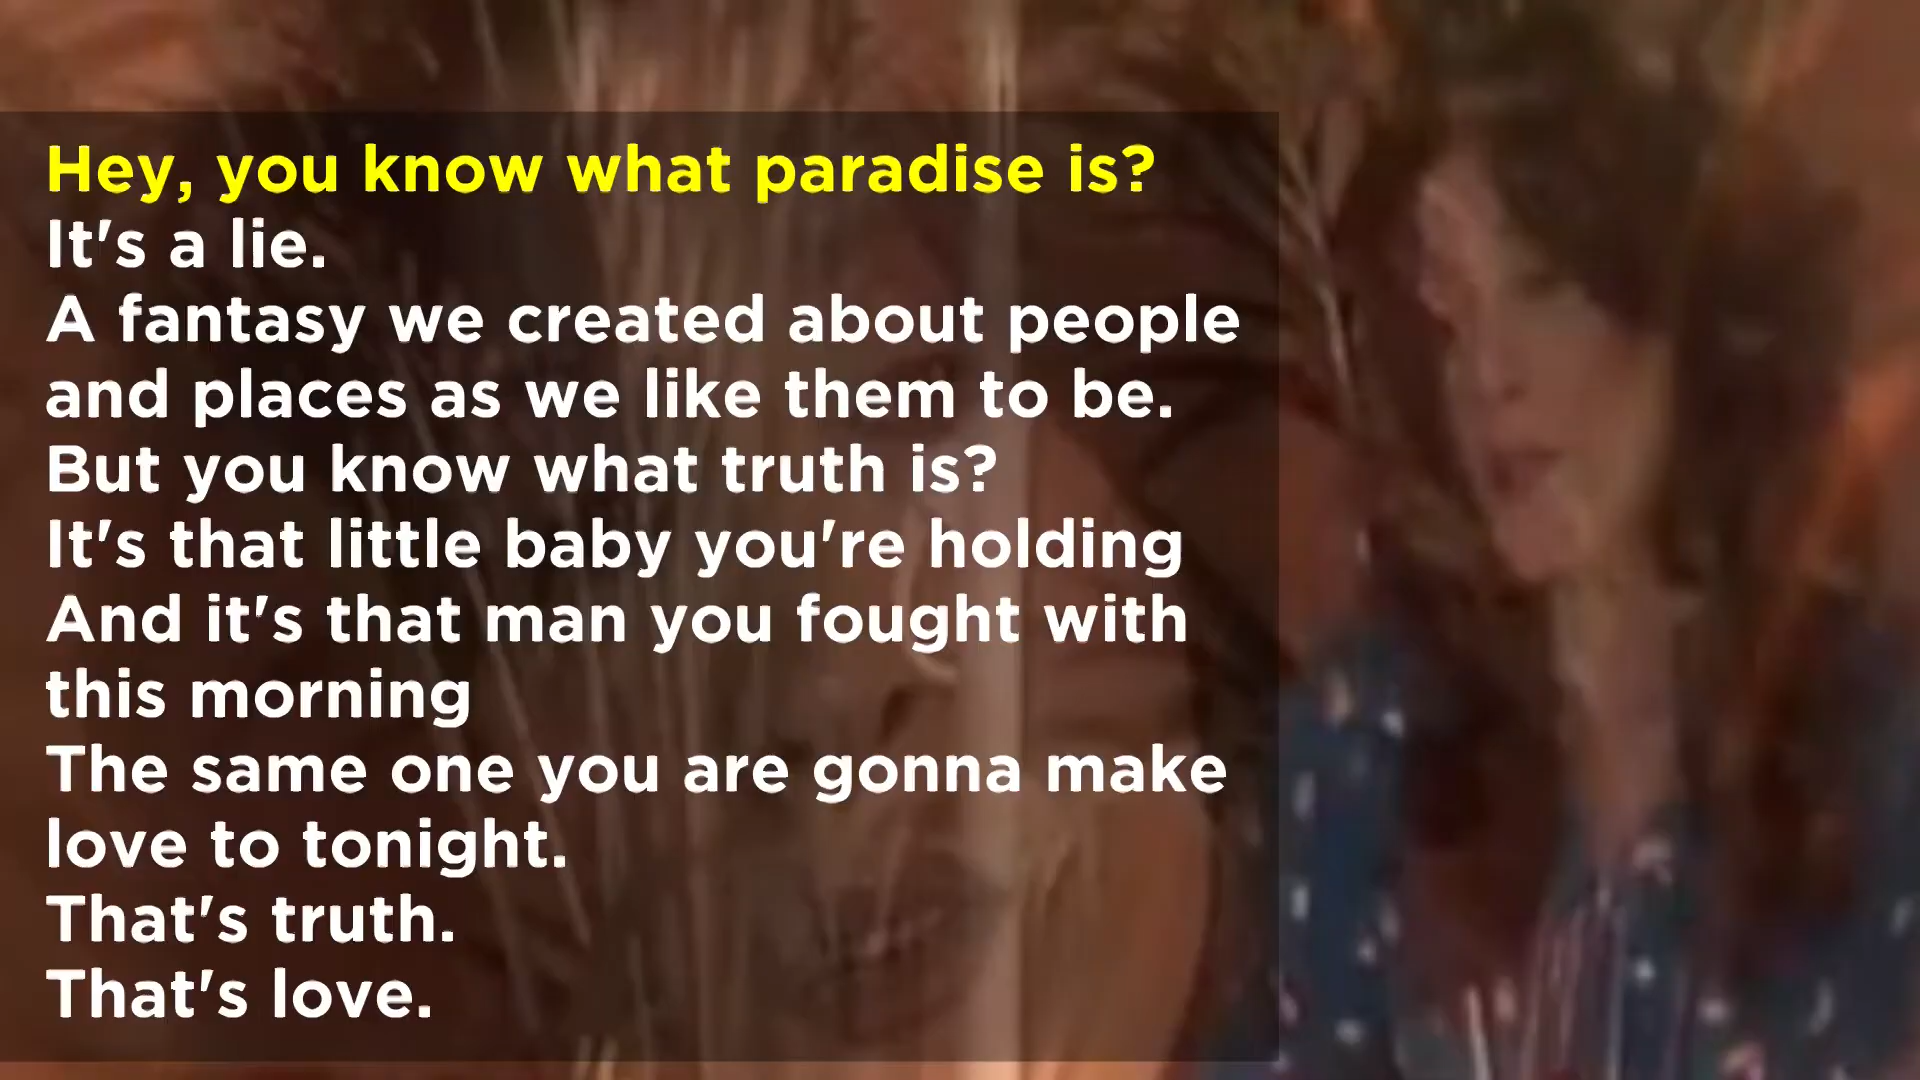 Hey, you know what paradise is?
It's a lie.
A fantasy we created about people
and places as we like them to be.
But you know what truth is?
It's that little baby you're holding
And it's that man you fought with
this morning
The same one you are gonna make
love to tonight.
That's truth.
That's love.